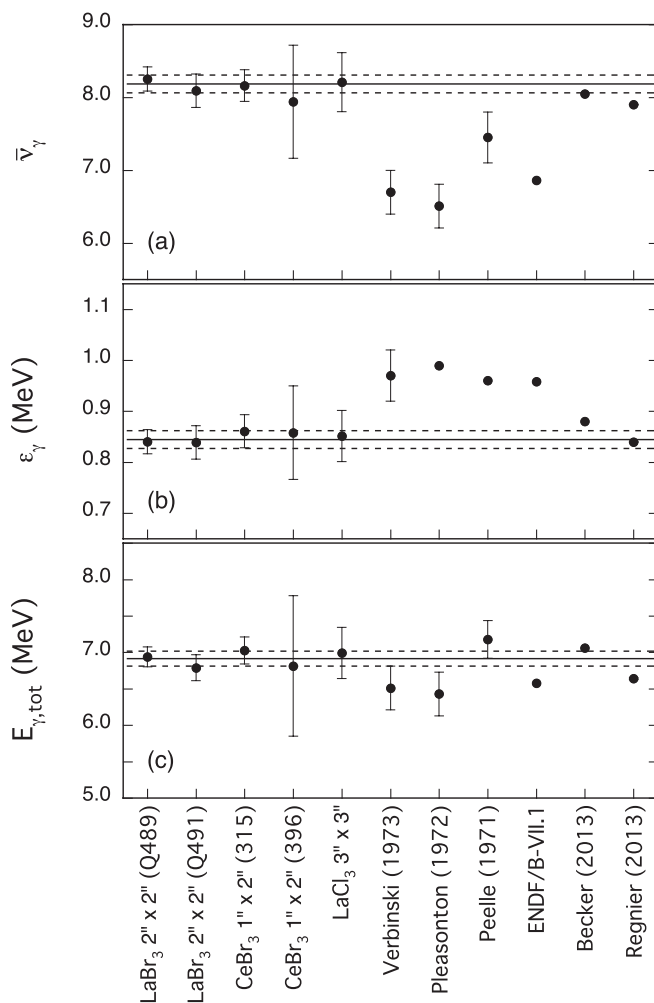 9.0
8.0
7.0
6.0
ν̄γ
(a)
1.1
1.0
0.9
0.8
0.7
εγ (MeV)
(b)
8.0
7.0
6.0
5.0
Eγ,tot (MeV)
(c)
LaBr3 2" x 2" (Q489)
LaBr3 2" x 2" (Q491)
CeBr3 1" x 2" (315)
CeBr3 1" x 2" (396)
LaCl3 3" x 3"
Verbinski (1973)
Pleasonton (1972)
Peelle (1971)
ENDF/B-VII.1
Becker (2013)
Regnier (2013)